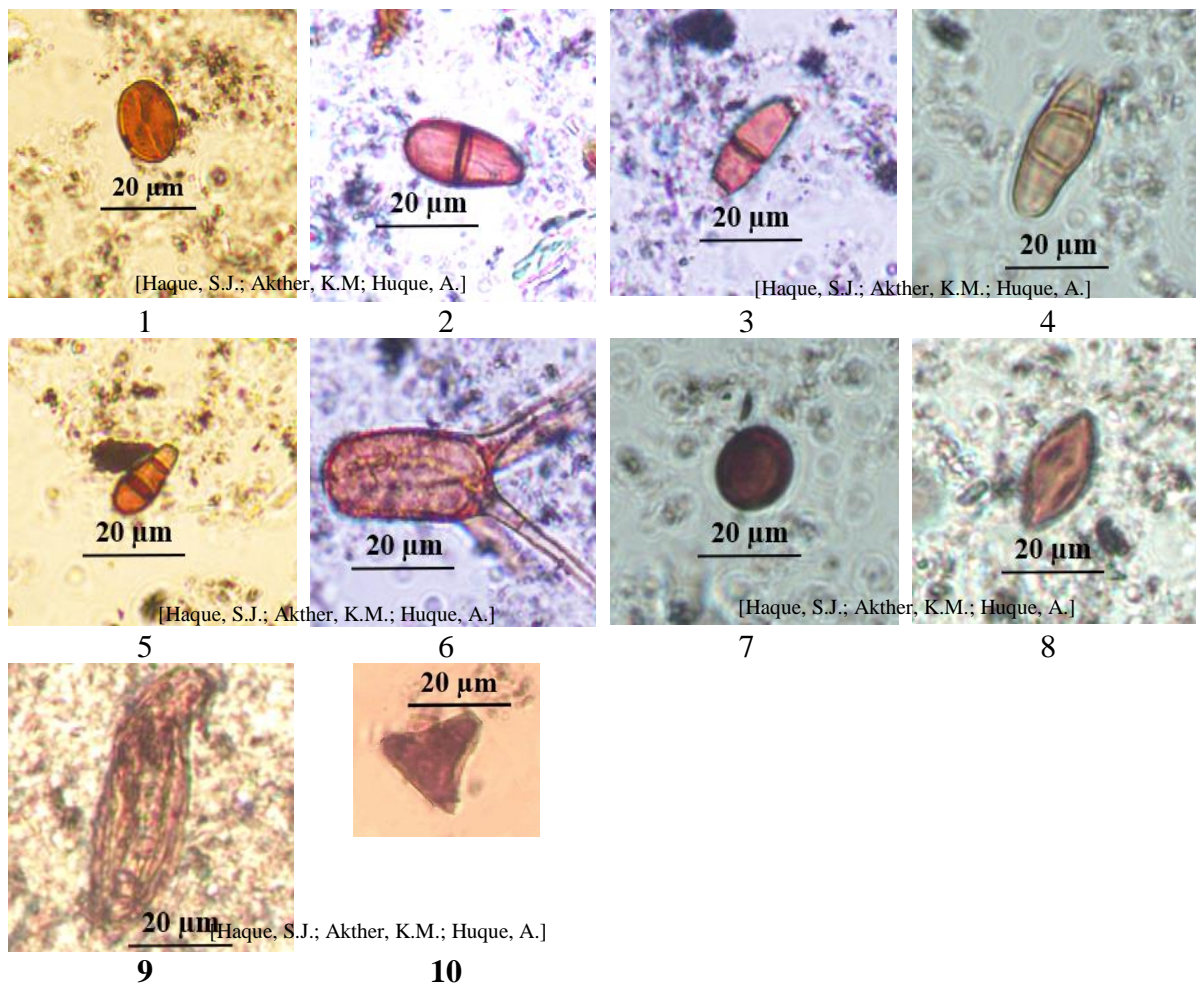 20 µm
20 µm
20 µm
20 µm
[Haque, S.J.; Akther, K.M; Huque, A.]
[Haque, S.J.; Akther, K.M.; Huque, A.]
1
2
3
4
20 µm
20 µm
20 µm
20 µm
[Haque, S.J.; Akther, K.M.; Huque, A.]
[Haque, S.J.; Akther, K.M.; Huque, A.]
5
6
7
8
20 µm
20 µm
[Haque, S.J.; Akther, K.M.; Huque, A.]
9
10